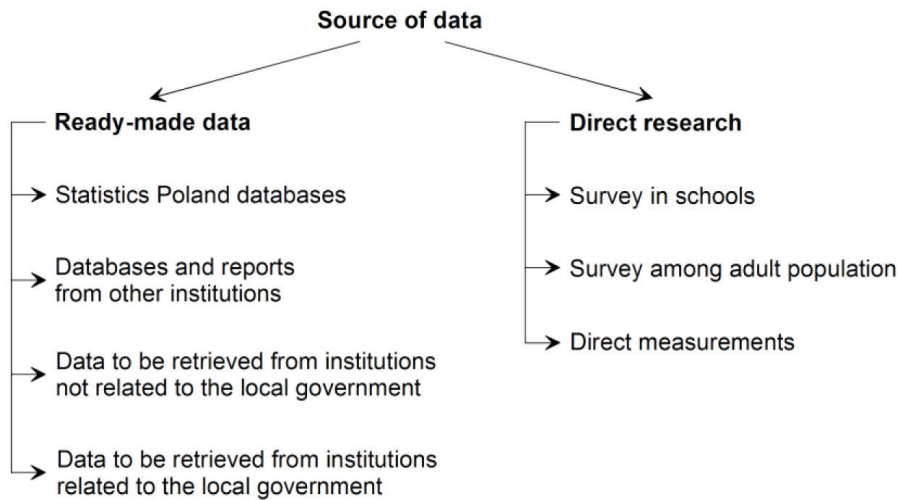 Source of data
Ready-made data
Statistics Poland databases
Databases and reports
from other institutions
Data to be retrieved from institutions
not related to the local government
Data to be retrieved from institutions
related to the local government
Direct research
Survey in schools
Survey among adult population
Direct measurements